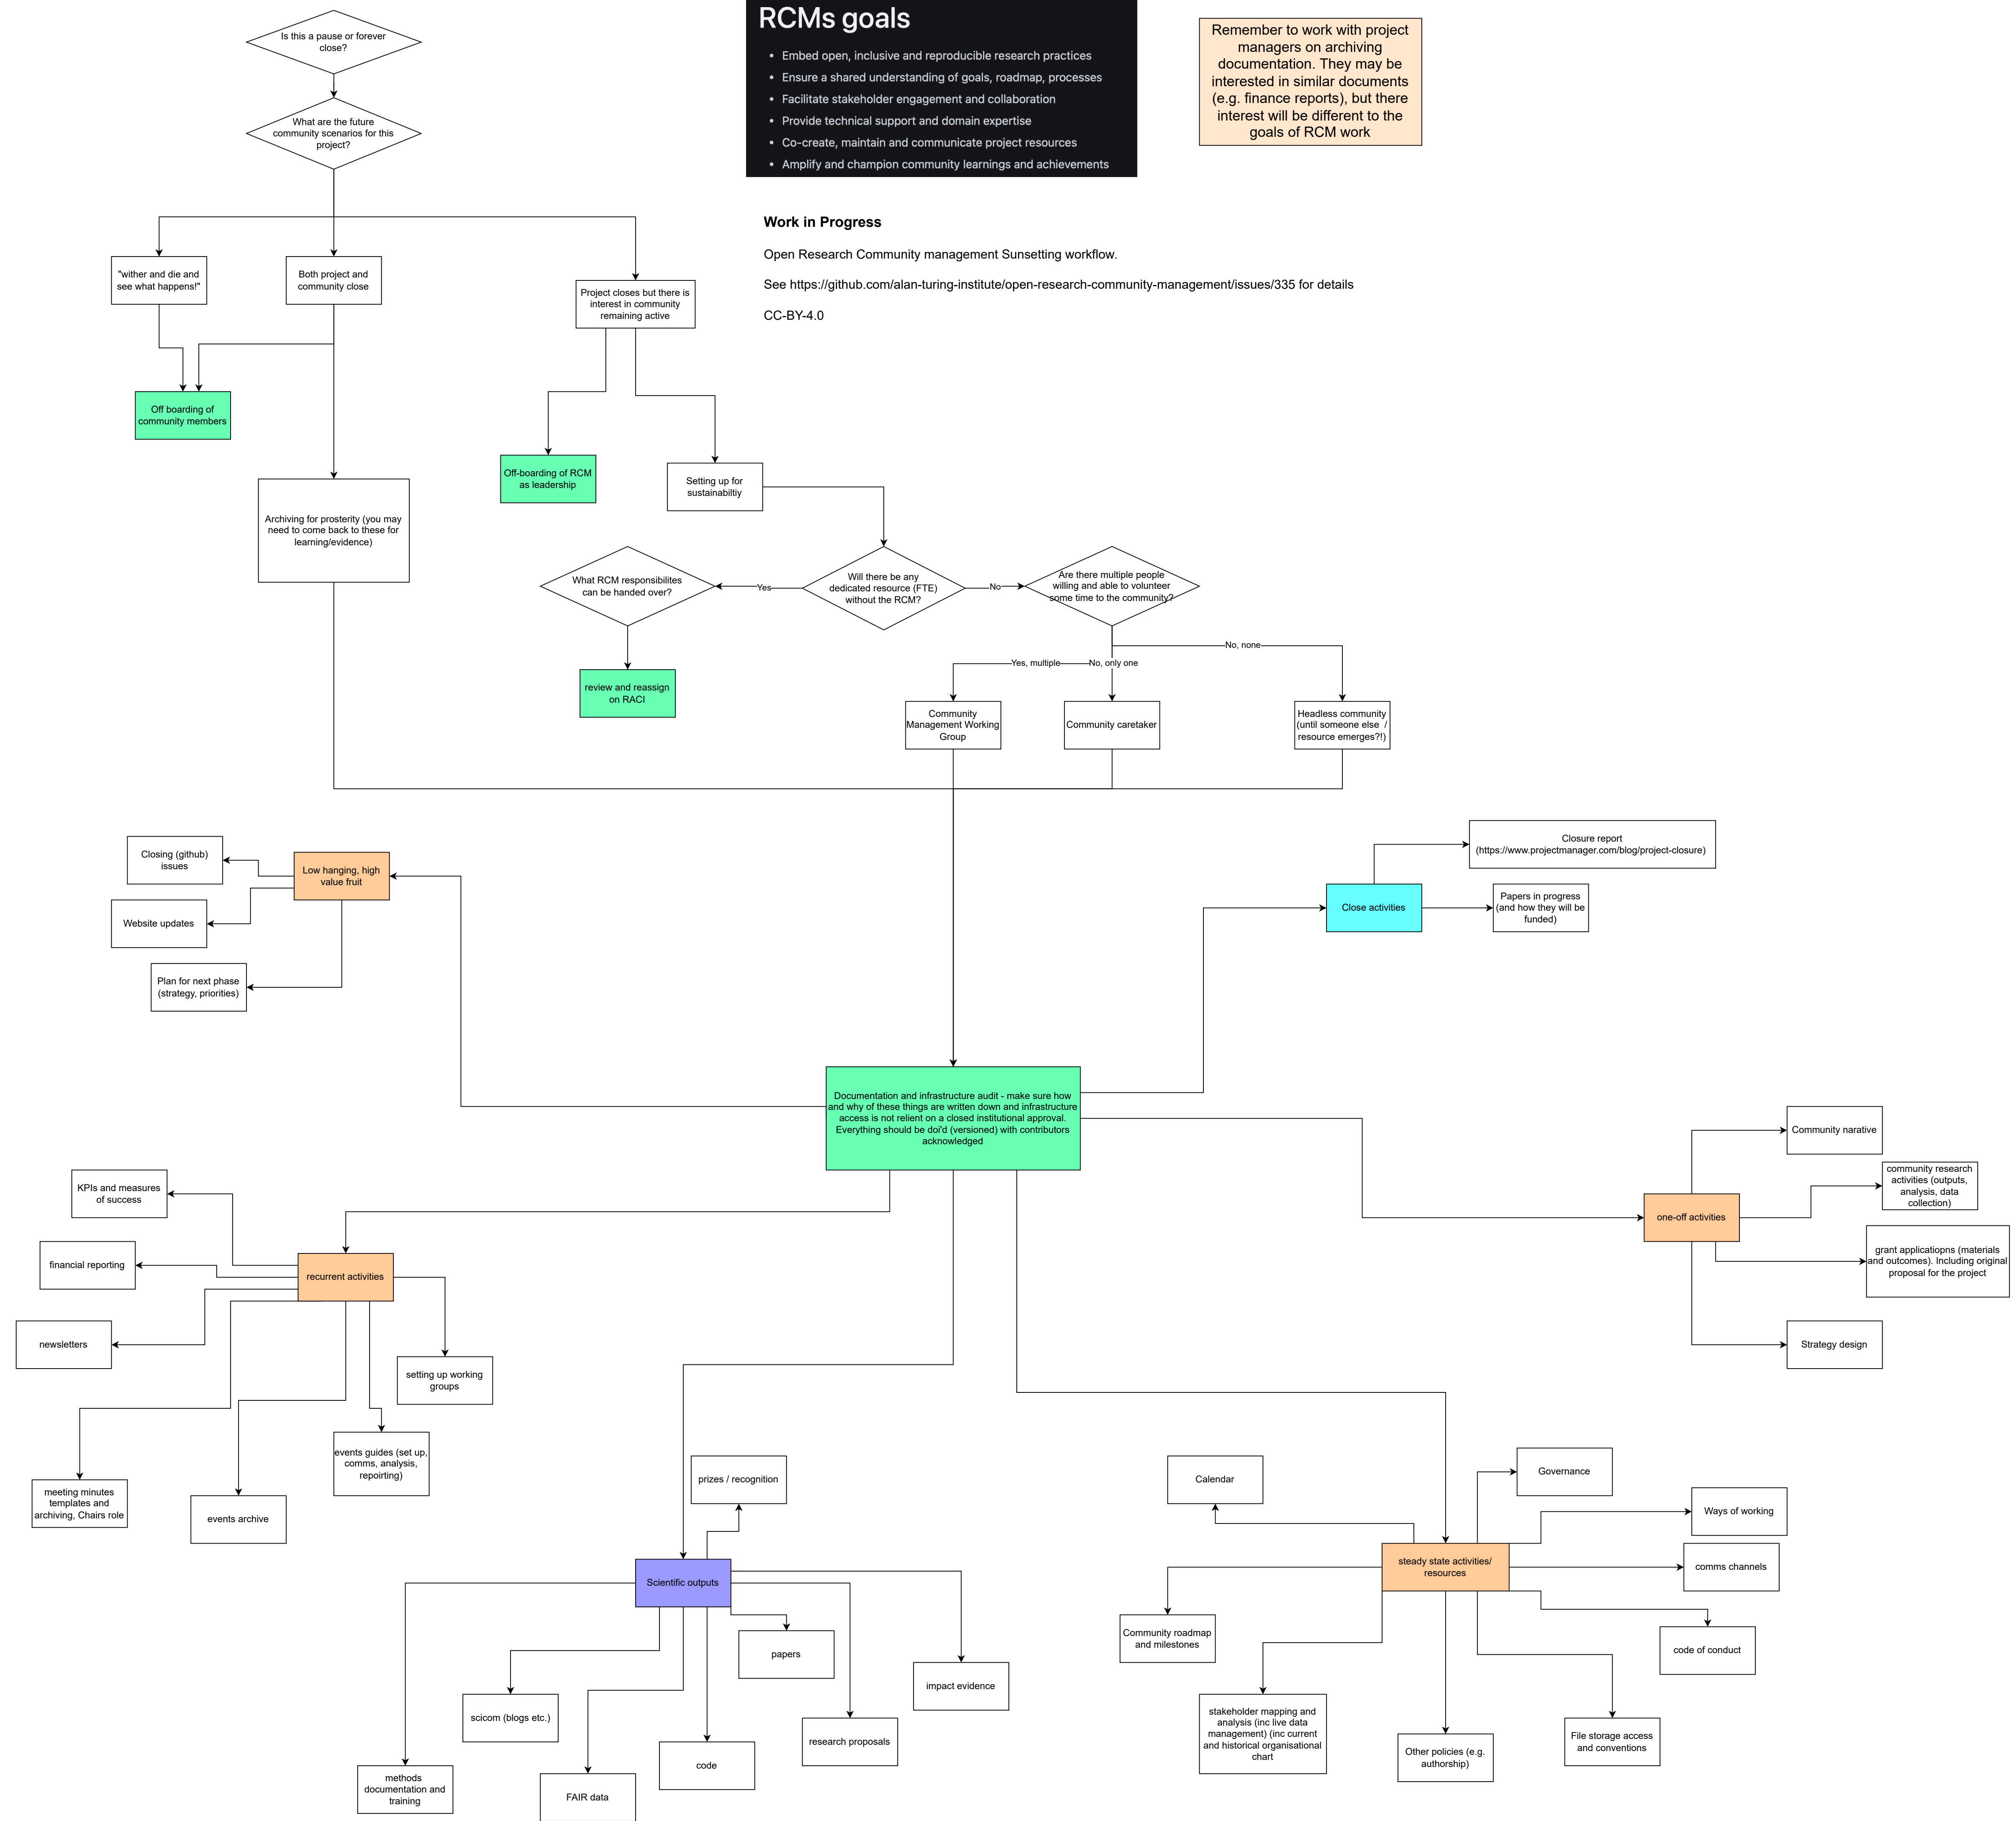 Is this a pause or forever
close?
What are the future
community scenarios for this
project?
RCMs goals
• Embed open, inclusive and reproducible research practices
• Ensure a shared understanding of goals, roadmap, processes
• Facilitate stakeholder engagement and collaboration
• Provide technical support and domain expertise
• Co-create, maintain and communicate project resources
• Amplify and champion community learnings and achievements
Remember to work with project
managers on archiving
documentation. They may be
interested in similar documents
(e.g. finance reports), but there
interest will be different to the
goals of RCM work
Work in Progress
Open Research Community management Sunsetting workflow.
See https://github.com/alan-turing-institute/open-research-community-management/issues/335 for details
CC-BY-4.0
"wither and die and
see what happens!"
Both project and
community close
Project closes but there is
interest in community
remaining active
Off boarding of
community members
Off-boarding of RCM
as leadership
Setting up for
sustainabiltiy
Archiving for prosterity (you may
need to come back to these for
learning/evidence)
What RCM responsibilites
can be handed over?
Yes
Will there be any
dedicated resource (FTE)
without the RCM?
No
Are there multiple people
willing and able to volunteer
some time to the community?
No, none
Yes, multiple
No, only one
review and reassign
on RACI
Community
Management Working
Group
Community caretaker
Headless community
(until someone else /
resource emerges?!)
Closing (github)
issues
Low hanging, high
value fruit
Website updates
Plan for next phase
(strategy, priorities)
Closure report
(https://www.projectmanager.com/blog/project-closure)
Close activities
Papers in progress
(and how they will be
funded)
Documentation and infrastructure audit - make sure how
and why of these things are written down and infrastructure
access is not relient on a closed institutional approval.
Everything should be doi'd (versioned) with contributors
acknowledged
Community narative
community research
activities (outputs,
analysis, data
collection)
one-off activities
grant applicatiopns (materials
and outcomes). Including original
proposal for the project
Strategy design
KPIs and measures
of success
financial reporting
recurrent activities
newsletters
setting up working
groups
events guides (set up,
comms, analysis,
repoirting)
meeting minutes
templates and
archiving, Chairs role
events archive
prizes / recognition
Scientific outputs
papers
impact evidence
scicom (blogs etc.)
research proposals
code
methods
documentation and
training
FAIR data
Calendar
Governance
Ways of working
steady state activities/
resources
comms channels
Community roadmap
and milestones
code of conduct
stakeholder mapping and
analysis (inc live data
management) (inc current
and historical organisational
chart
Other policies (e.g.
authorship)
File storage access
and conventions